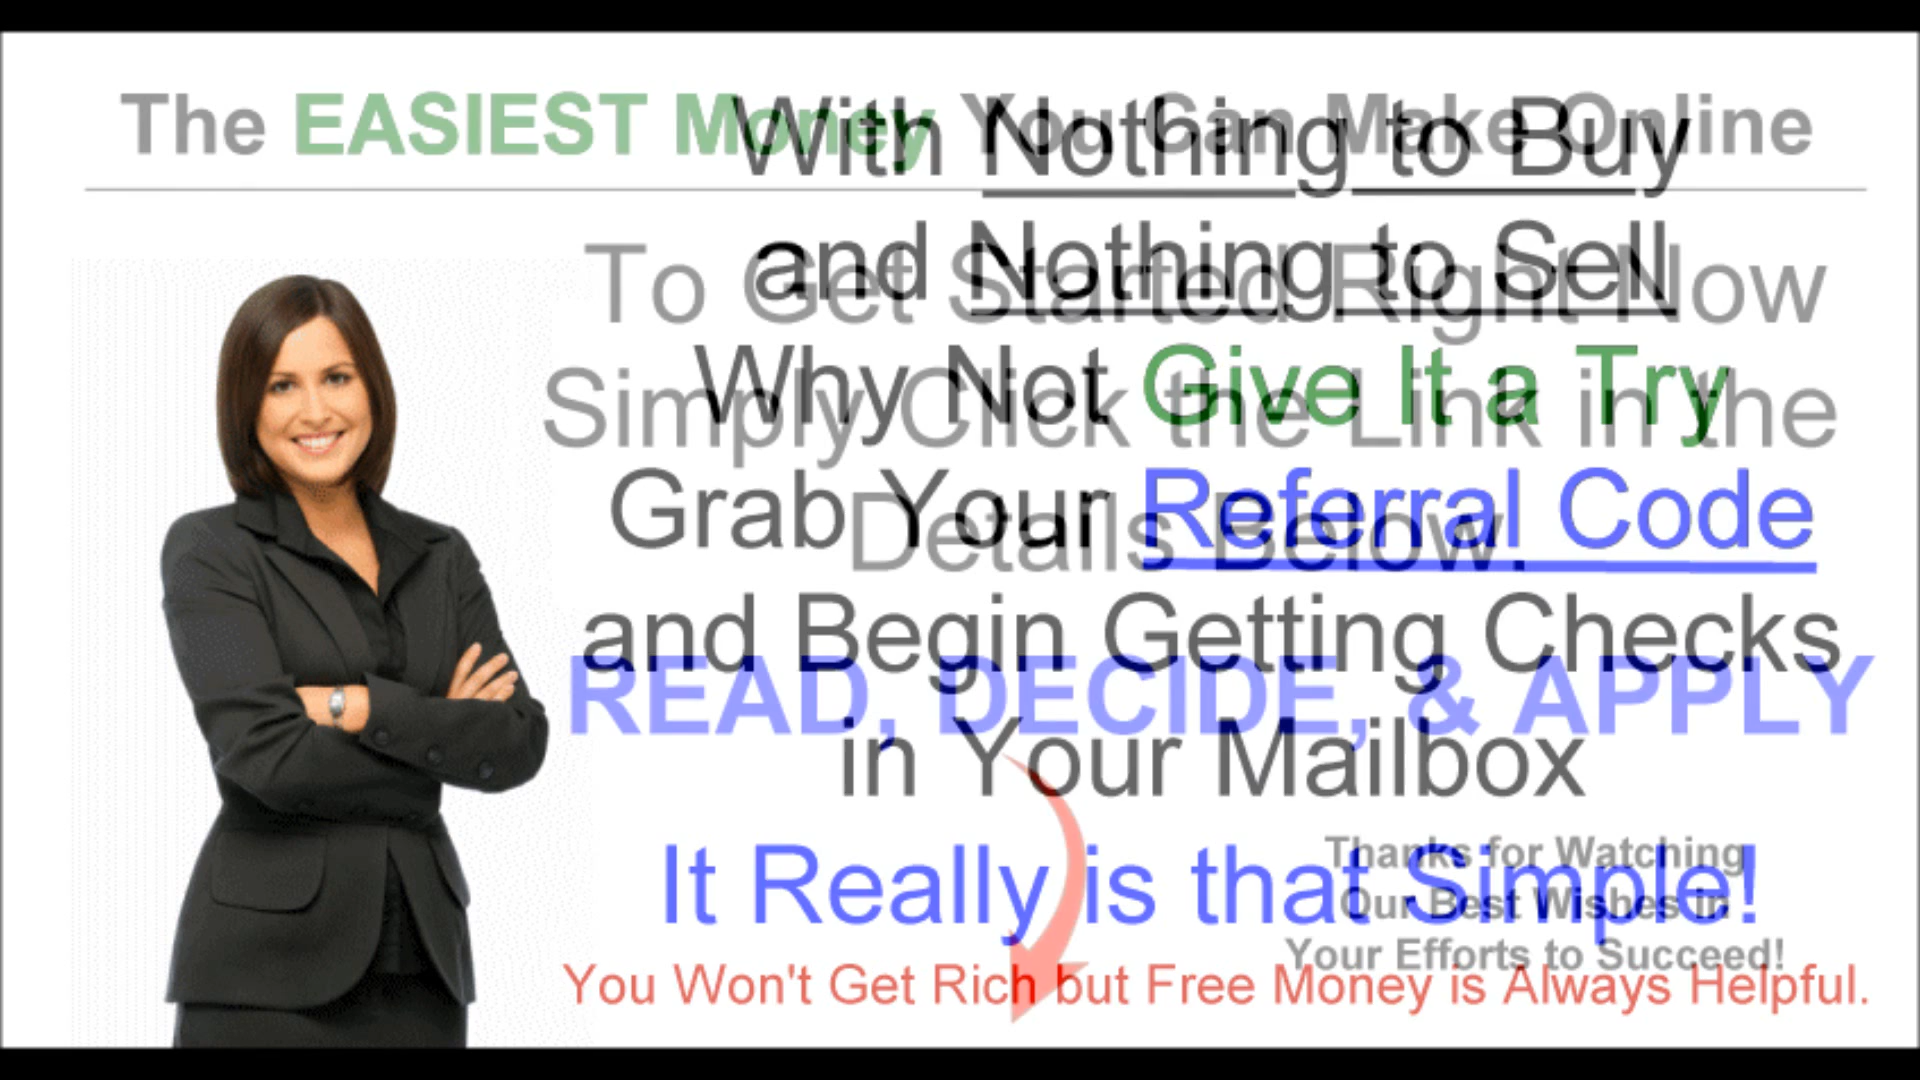 The EASIEST Money You Can Make Online
With Nothing to Buy
and Nothing to Sell
Why Not Give It a Try
Grab Your Referral Code
and Begin Getting Checks
in Your Mailbox
It Really is that Simple!
You Won't Get Rich but Free Money is Always Helpful.
To Get Started Right Now
Simply Click the Link in the
Details Below.
READ, DECIDE, & APPLY
Thanks for Watching
Our Best Wishes in
Your Efforts to Succeed!